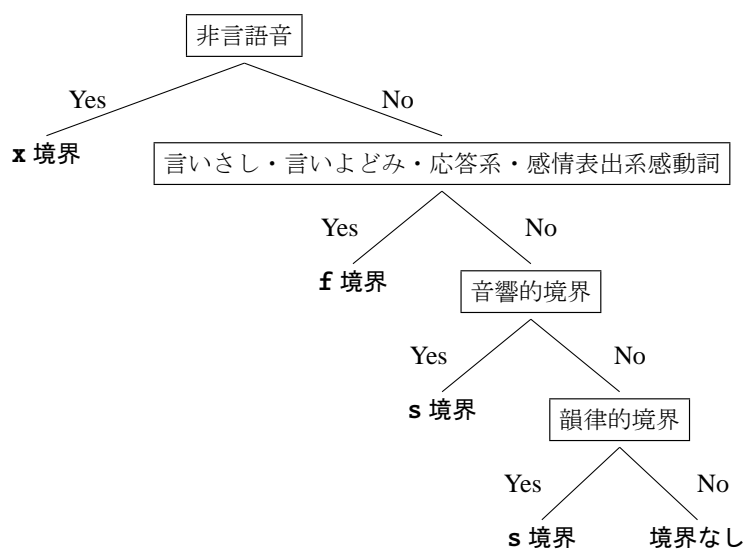 非言語音
Yes No
x 境界
言いさし・言いよどみ・応答系・感情表出系感動詞
Yes No
f 境界
音響的境界
Yes No
s 境界
韻律的境界
Yes No
s 境界 境界なし